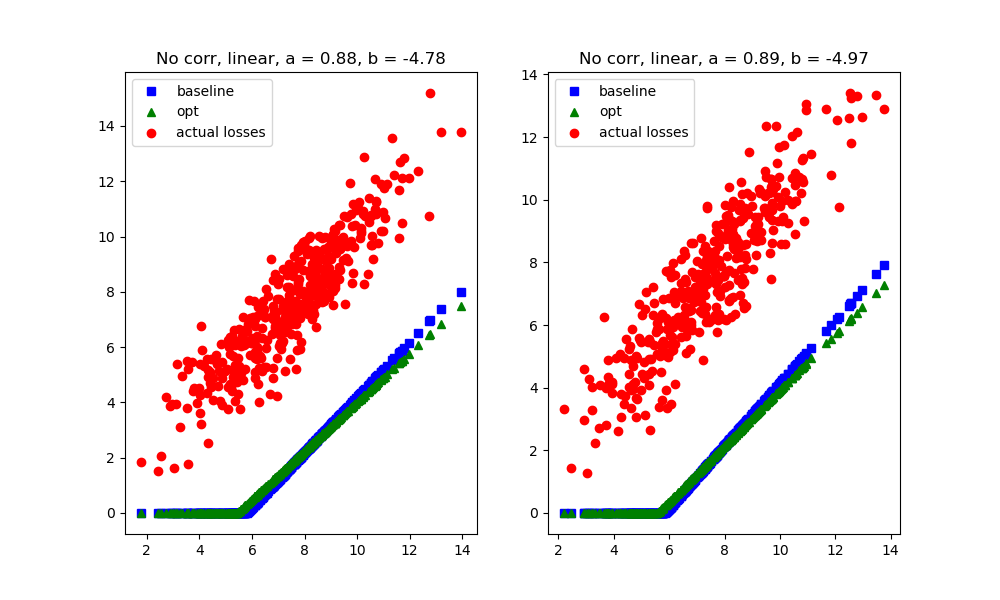 No corr, linear, a = 0.88, b = -4.78
baseline
opt
actual losses
14
12
10
8
6
4
2
0
2 4 6 8 10 12 14
No corr, linear, a = 0.89, b = -4.97
baseline
opt
actual losses
14
12
10
8
6
4
2
0
2 4 6 8 10 12 14